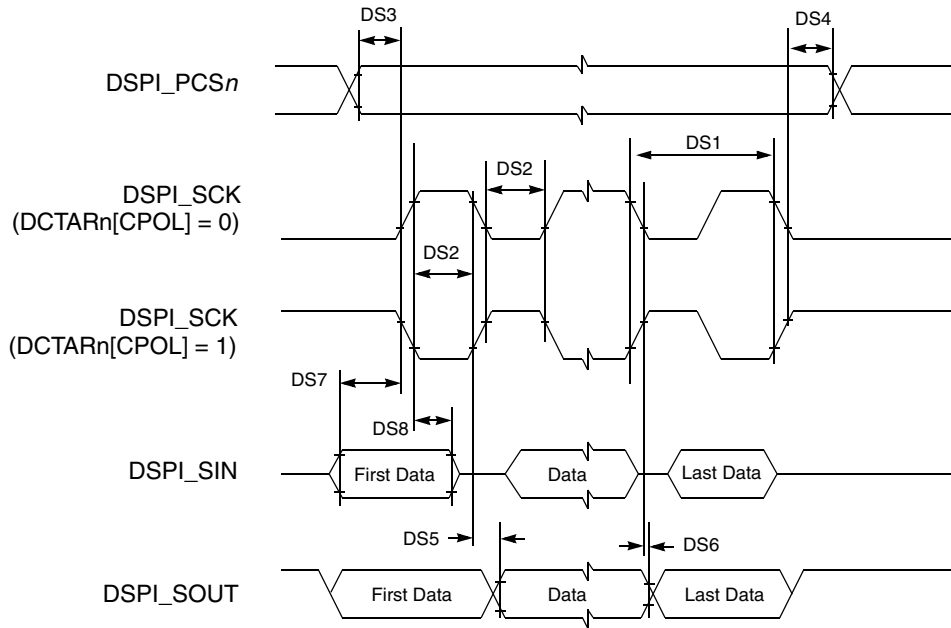 DS3
DS4
DSPI_PCSn
DS1
DS2
DSPI_SCK
(DCTARn[CPOL] = 0)
DS2
DSPI_SCK
(DCTARn[CPOL] = 1)
DS7
DS8
DSPI_SIN
First Data
Data
Last Data
DS5
DS6
DSPI_SOUT
First Data
Data
Last Data